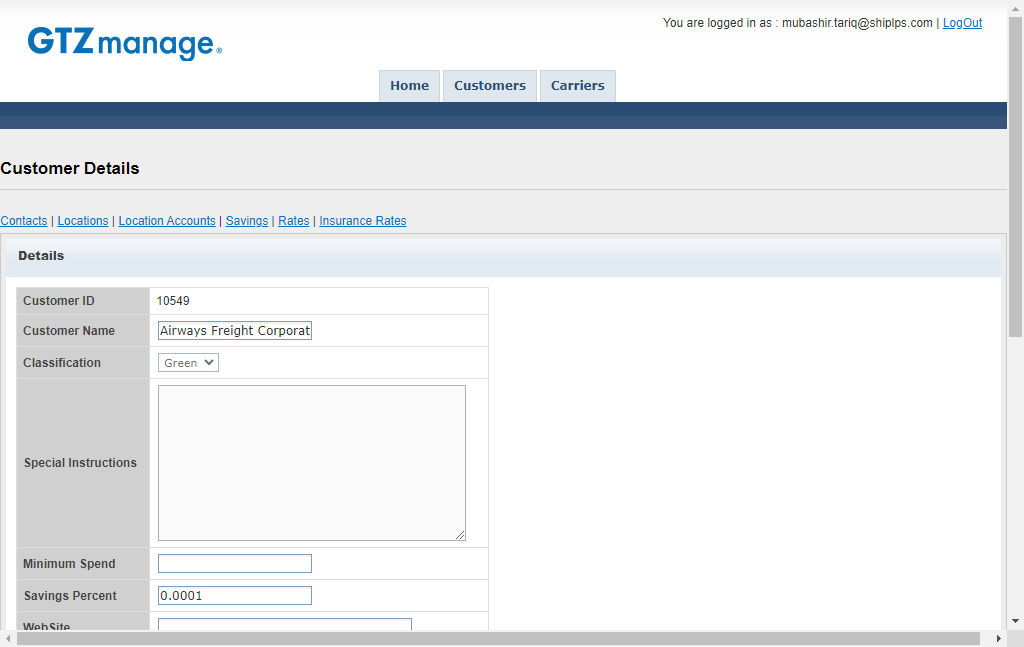 You are logged in as : mubashir.tariq@shiplps.com | LogOut
GTZmanage®
Home Customers Carriers
Customer Details
Contacts | Locations | Location Accounts | Savings | Rates | Insurance Rates
Details
Customer ID 10549
Customer Name Airways Freight Corporat
Classification Green
Special Instructions
Minimum Spend
Savings Percent 0.0001
WebSite